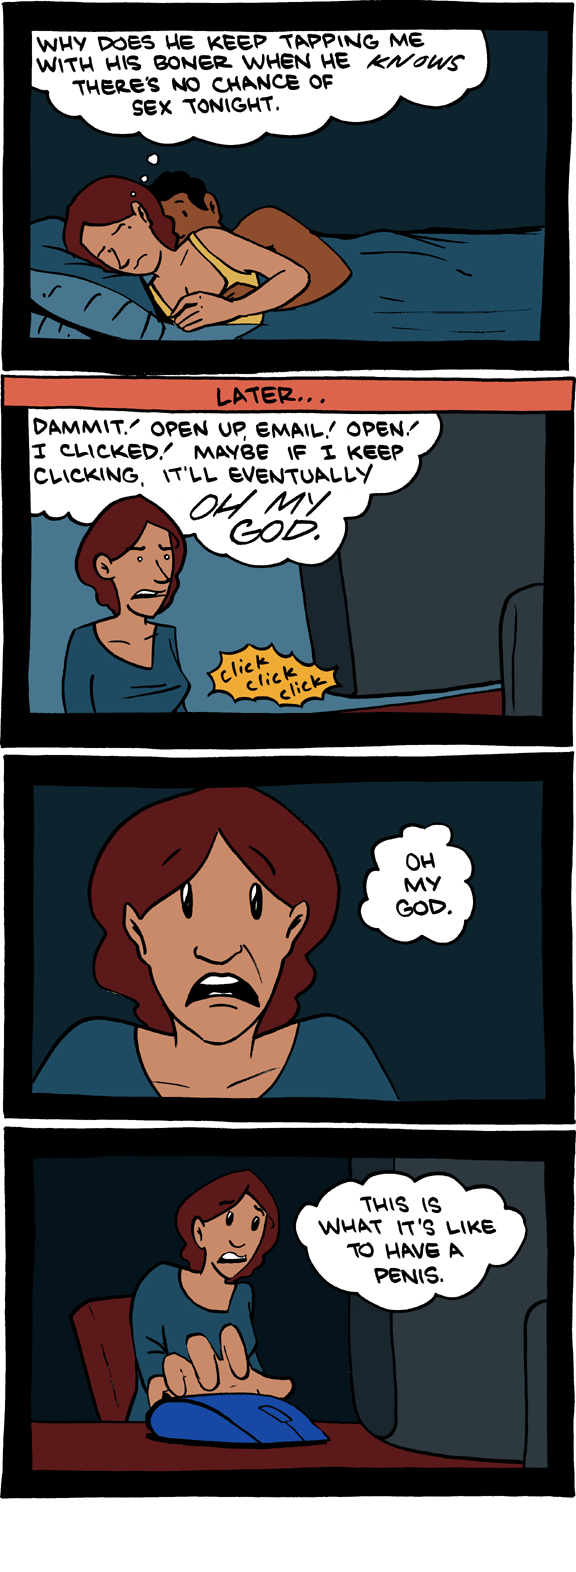 WHY DOES HE KEEP TAPPING ME
WITH HIS BONER WHEN HE KNOWS
THERE'S NO CHANCE OF
SEX TONIGHT.
LATER...
DAMMIT! OPEN UP, EMAIL! OPEN!
I CLICKED! MAYBE IF I KEEP
CLICKING, IT'LL EVENTUALLY
OH MY
GOD.
click
click
click
OH
MY
GOD.
THIS IS
WHAT IT'S LIKE
TO HAVE A
PENIS.